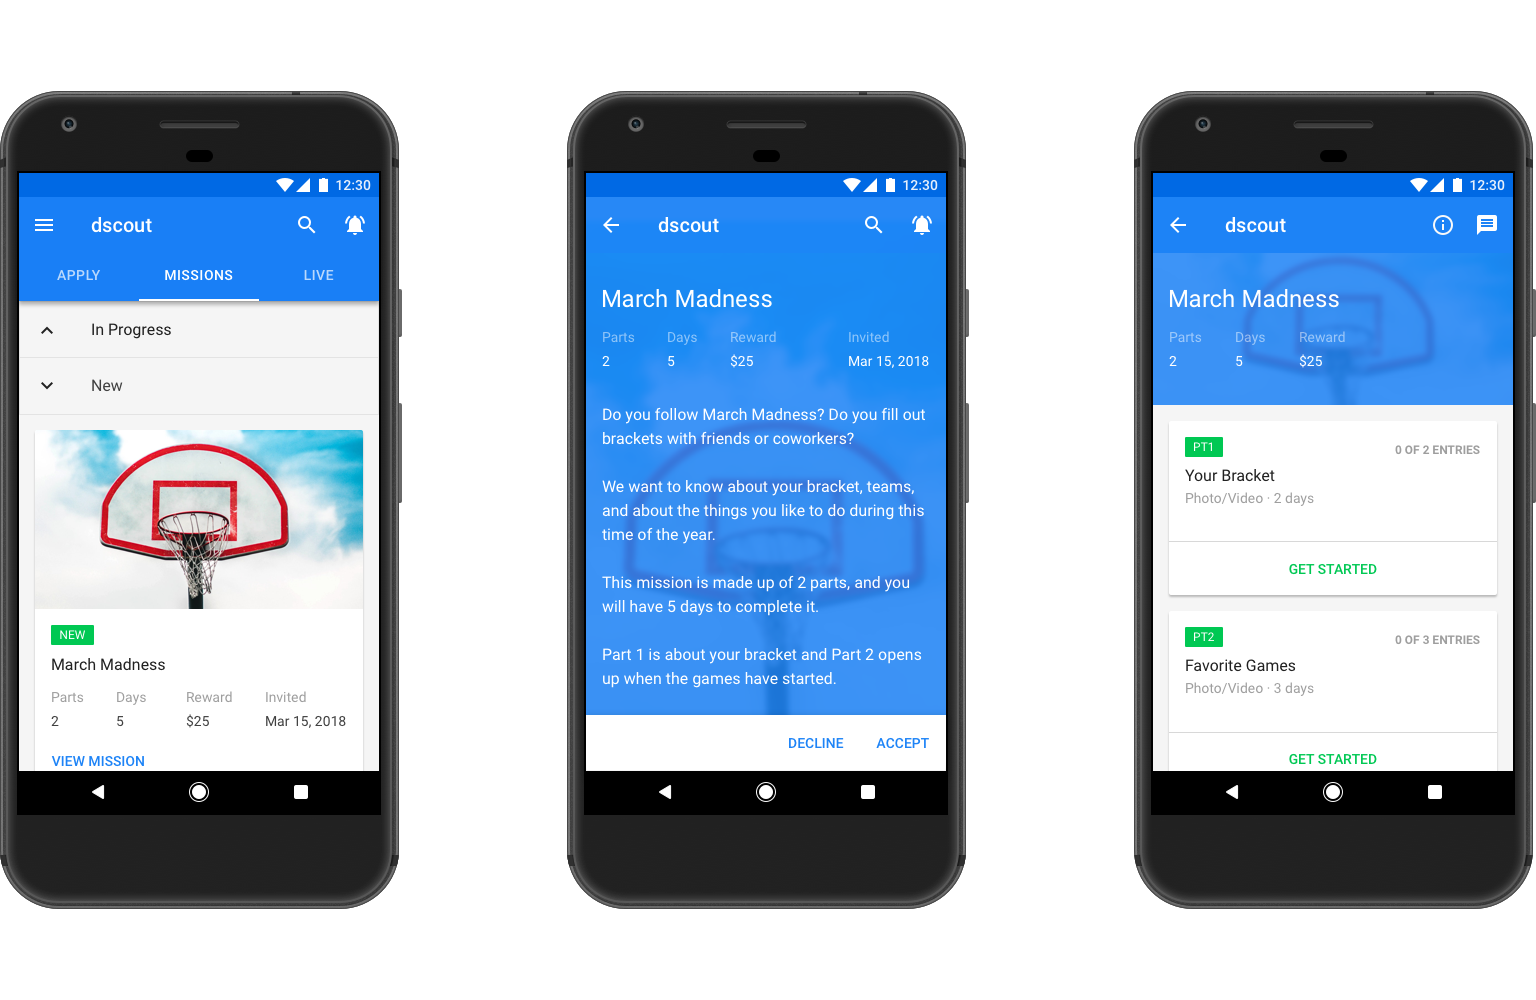 12:30
dscout
APPLY MISSIONS LIVE
In Progress
New
NEW
March Madness
Parts Days Reward Invited
2 5 $25 Mar 15, 2018
VIEW MISSION
12:30
dscout
March Madness
Parts Days Reward Invited
2 5 $25 Mar 15, 2018
Do you follow March Madness? Do you fill out
brackets with friends or coworkers?
We want to know about your bracket, teams,
and about the things you like to do during this
time of the year.
This mission is made up of 2 parts, and you
will have 5 days to complete it.
Part 1 is about your bracket and Part 2 opens
up when the games have started.
DECLINE ACCEPT
12:30
dscout
March Madness
Parts Days Reward
2 5 $25
PT1 0 OF 2 ENTRIES
Your Bracket
Photo/Video · 2 days
GET STARTED
PT2 0 OF 3 ENTRIES
Favorite Games
Photo/Video · 3 days
GET STARTED